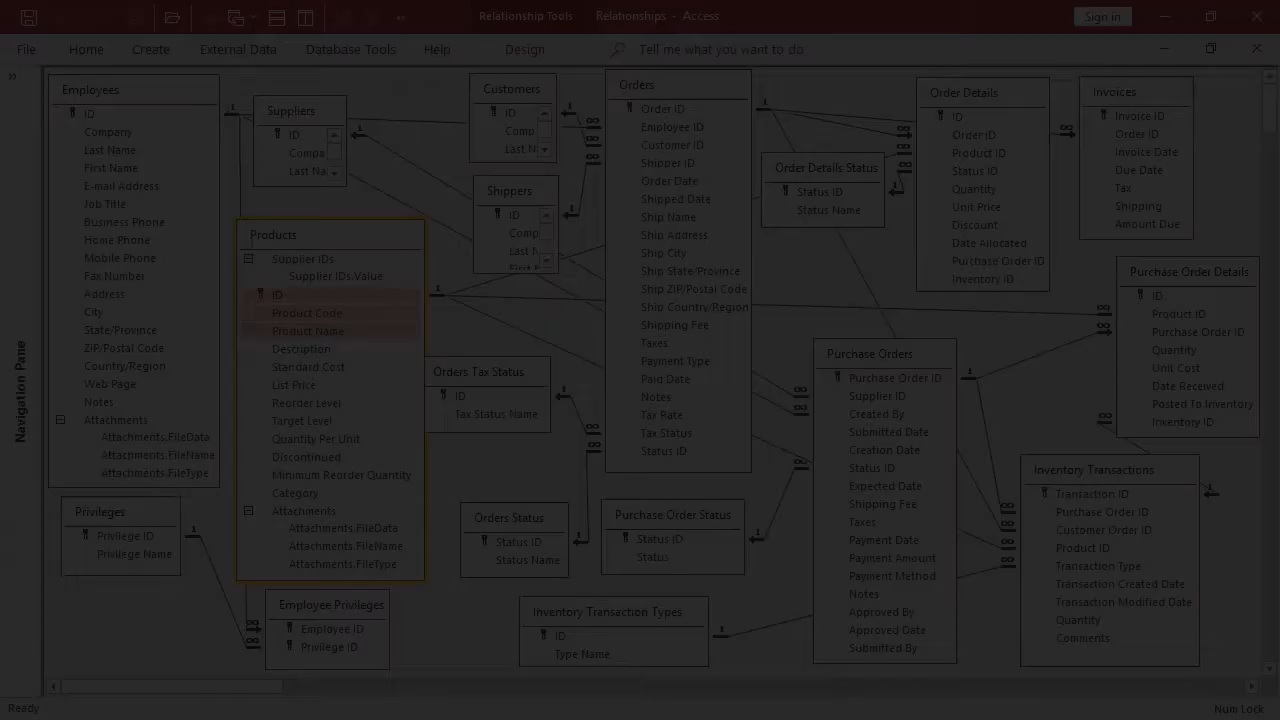 Relationship Tools
Relationships - Access
Sign in
File
Home
Create
External Data
Database Tools
Help
Design
Tell me what you want to do
Navigation Pane
Employees
ID
Company
Last Name
First Name
E-mail Address
Job Title
Business Phone
Home Phone
Mobile Phone
Fax Number
Address
City
State/Province
ZIP/Postal Code
Country/Region
Web Page
Notes
Attachments
Attachments.FileData
Attachments.FileName
Attachments.FileType
Privileges
Privilege ID
Privilege Name
Suppliers
ID
Compa
Last Na
Products
Supplier IDs
Supplier IDs.Value
ID
Product Code
Product Name
Description
Standard Cost
List Price
Reorder Level
Target Level
Quantity Per Unit
Discontinued
Minimum Reorder Quantity
Category
Attachments
Attachments.FileData
Attachments.FileName
Attachments.FileType
Employee Privileges
Employee ID
Privilege ID
Customers
ID
Comp
Last N
Shippers
ID
Comp
Last N
First N
Orders Tax Status
ID
Tax Status Name
Orders Status
Status ID
Status Name
Inventory Transaction Types
ID
Type Name
Orders
Order ID
Employee ID
Customer ID
Shipper ID
Order Date
Shipped Date
Ship Name
Ship Address
Ship City
Ship State/Province
Ship ZIP/Postal Code
Ship Country/Region
Shipping Fee
Taxes
Payment Type
Paid Date
Notes
Tax Rate
Tax Status
Status ID
Purchase Order Status
Status ID
Status
Order Details Status
Status ID
Status Name
Purchase Orders
Purchase Order ID
Supplier ID
Created By
Submitted Date
Creation Date
Status ID
Expected Date
Shipping Fee
Taxes
Payment Date
Payment Amount
Payment Method
Notes
Approved By
Approved Date
Submitted By
Order Details
ID
Order ID
Product ID
Status ID
Quantity
Unit Price
Discount
Date Allocated
Purchase Order ID
Inventory ID
Invoices
Invoice ID
Order ID
Invoice Date
Due Date
Tax
Shipping
Amount Due
Purchase Order Details
ID
Product ID
Purchase Order ID
Quantity
Unit Cost
Date Received
Posted To Inventory
Inventory ID
Inventory Transactions
Transaction ID
Purchase Order ID
Customer Order ID
Product ID
Transaction Type
Transaction Created Date
Transaction Modified Date
Quantity
Comments
Ready
Num Lock